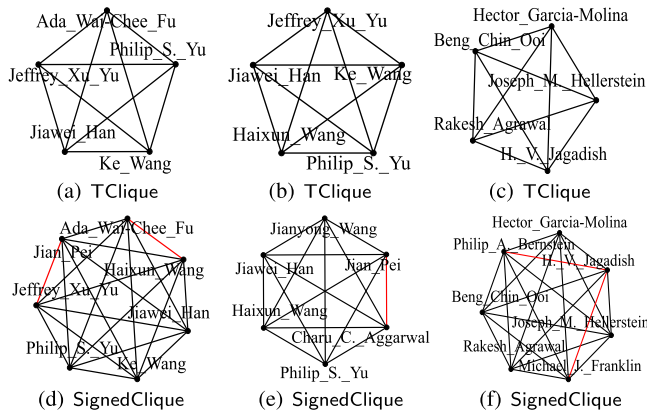 Ada_Wai-Chee_Fu
Philip_S._Yu
Jeffrey_Xu_Yu
Jiawei_Han
Ke_Wang
(a) TClique
Jeffrey_Xu_Yu
Jiawei_Han
Ke_Wang
Haixun_Wang
Philip_S._Yu
(b) TClique
Hector_Garcia-Molina
Beng_Chin_Ooi
Joseph_M._Hellerstein
Rakesh_Agrawal
H._V._Jagadish
(c) TClique
Ada_Wai-Chee_Fu
Jian_Pei
Haixun_Wang
Jeffrey_Xu_Yu
Jiawei_Han
Philip_S._Yu
Ke_Wang
(d) SignedClique
Jianyong_Wang
Jiawei_Han
Jian_Pei
Haixun_Wang
Charu_C._Aggarwal
Philip_S._Yu
(e) SignedClique
Hector_Garcia-Molina
Philip_A._Bernstein
H._V._Jagadish
Beng_Chin_Ooi
Joseph_M._Hellerstein
Rakesh_Agrawal
Michael_J._Franklin
(f) SignedClique